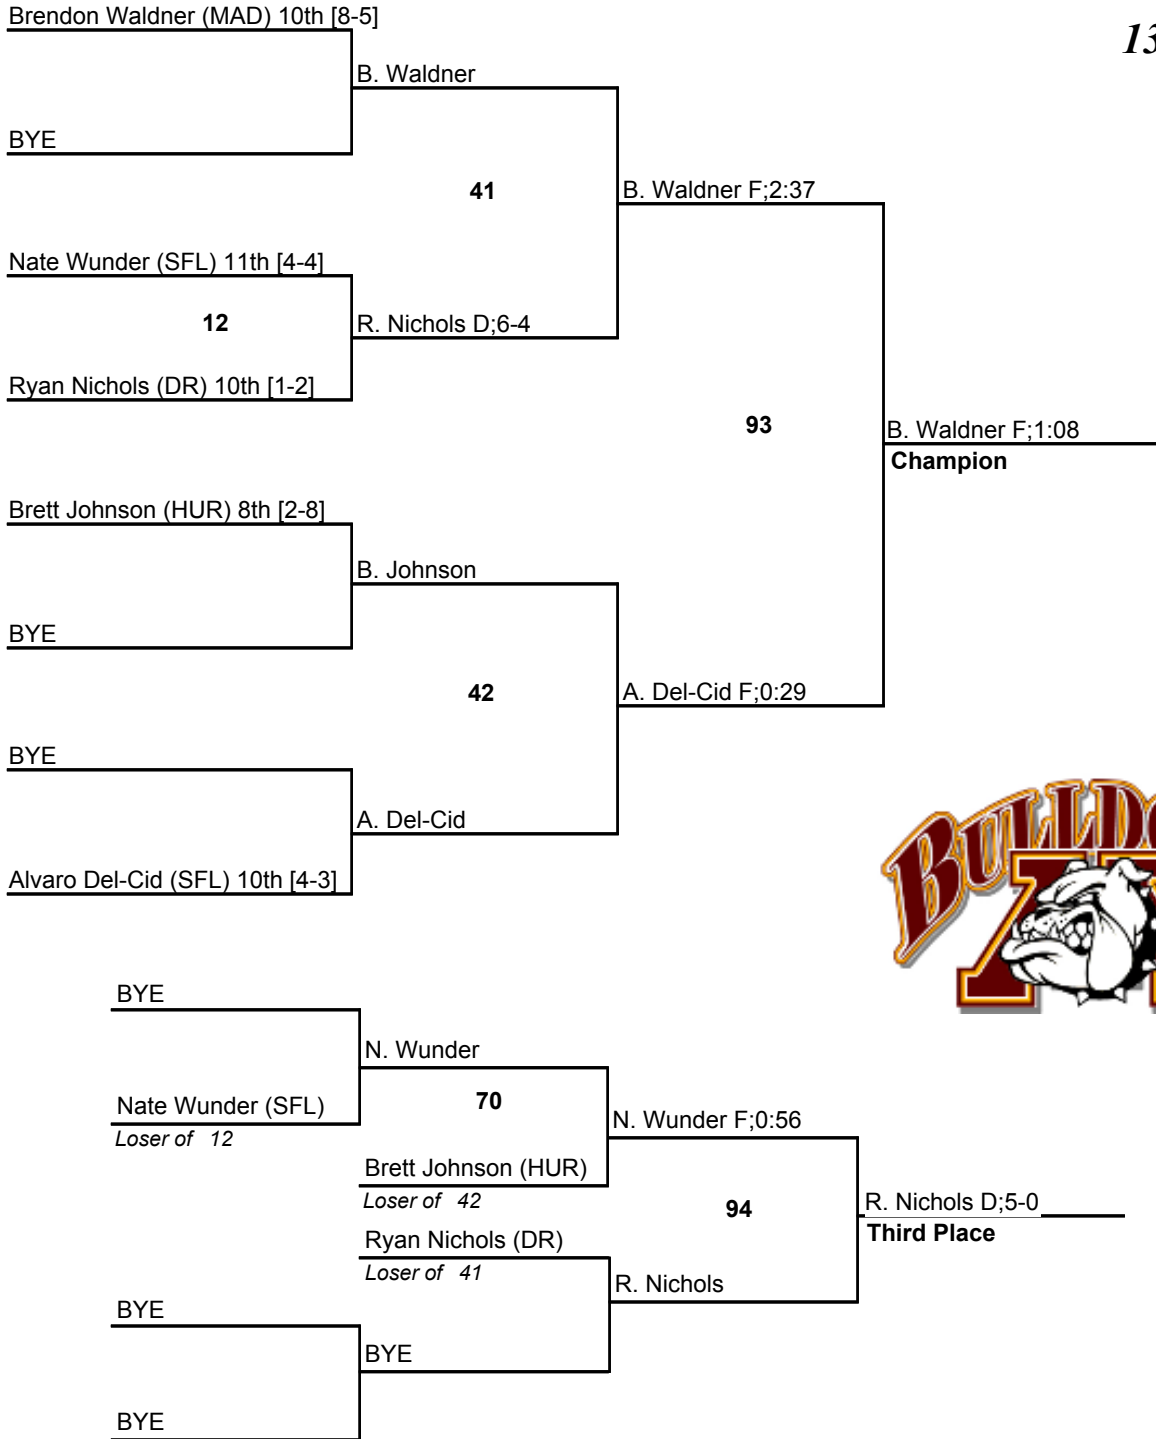 Brendon Waldner (MAD) 10th [8-5]
13
B. Waldner
BYE
41
B. Waldner F;2:37
Nate Wunder (SFL) 11th [4-4]
12
R. Nichols D;6-4
Ryan Nichols (DR) 10th [1-2]
93
B. Waldner F;1:08
Champion
Brett Johnson (HUR) 8th [2-8]
B. Johnson
BYE
42
A. Del-Cid F;0:29
BYE
A. Del-Cid
Alvaro Del-Cid (SFL) 10th [4-3]
BULLDO
BYE
N. Wunder
Nate Wunder (SFL)
Loser of 12
70
N. Wunder F;0:56
Brett Johnson (HUR)
Loser of 42
94
R. Nichols D;5-0
Third Place
Ryan Nichols (DR)
Loser of 41
R. Nichols
BYE
BYE
BYE